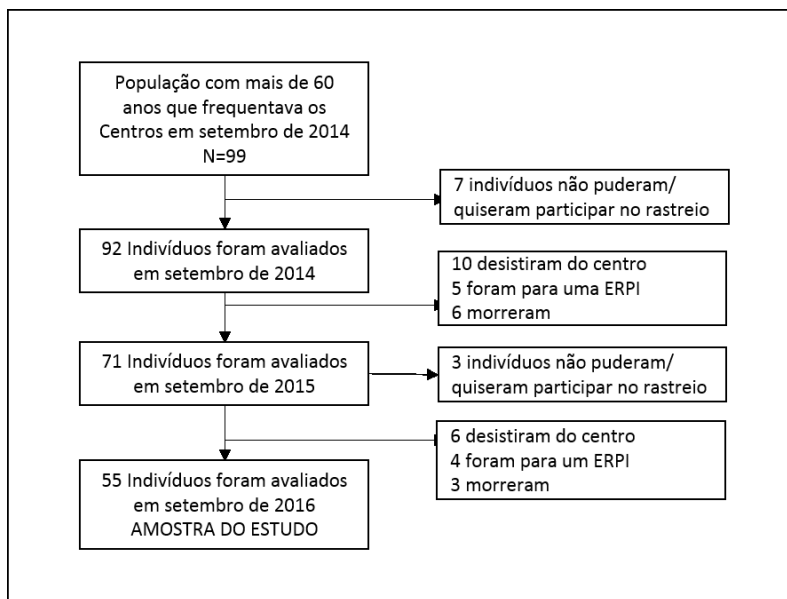 População com mais de 60
anos que frequentava os
Centros em setembro de 2014
N=99
7 indivíduos não puderam/
quiseram participar no rastreio
92 Indivíduos foram avaliados
em setembro de 2014
10 desistiram do centro
5 foram para uma ERPI
6 morreram
71 Indivíduos foram avaliados
em setembro de 2015
3 indivíduos não puderam/
quiseram participar no rastreio
6 desistiram do centro
4 foram para um ERPI
3 morreram
55 Indivíduos foram avaliados
em setembro de 2016
AMOSTRA DO ESTUDO